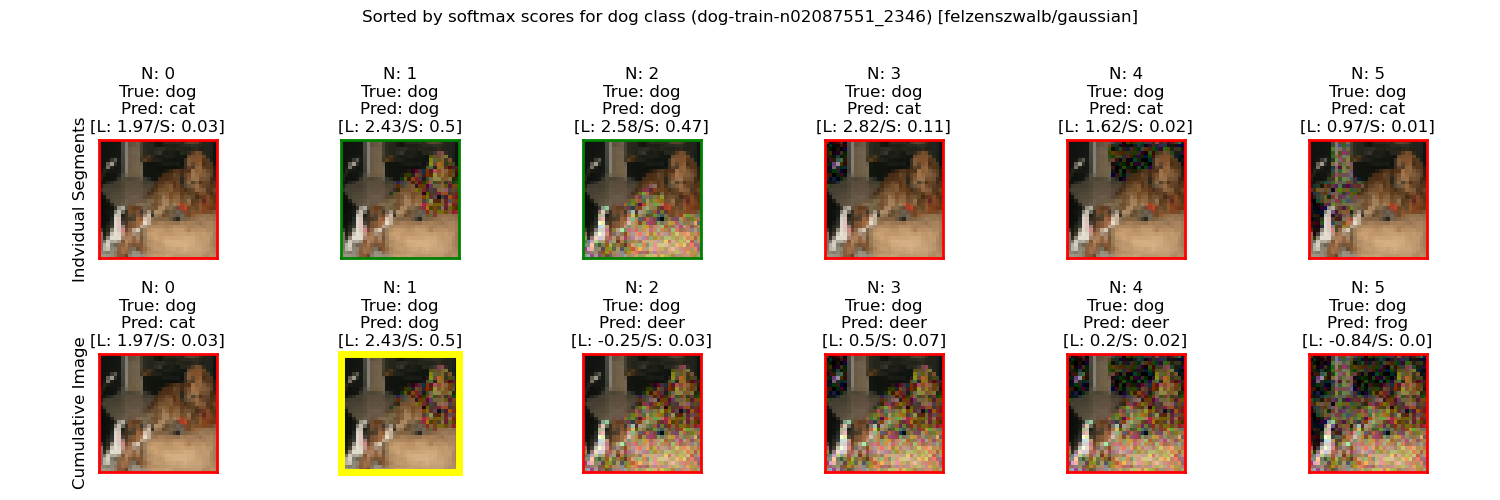 Sorted by softmax scores for dog class (dog-train-n02087551_2346) [felzenszwalb/gaussian]
Indvidual Segments
N: 0
True: dog
Pred: cat
[L: 1.97/S: 0.03]
N: 1
True: dog
Pred: dog
[L: 2.43/S: 0.5]
N: 2
True: dog
Pred: dog
[L: 2.58/S: 0.47]
N: 3
True: dog
Pred: cat
[L: 2.82/S: 0.11]
N: 4
True: dog
Pred: cat
[L: 1.62/S: 0.02]
N: 5
True: dog
Pred: cat
[L: 0.97/S: 0.01]
Cumulative Image
N: 0
True: dog
Pred: cat
[L: 1.97/S: 0.03]
N: 1
True: dog
Pred: dog
[L: 2.43/S: 0.5]
N: 2
True: dog
Pred: deer
[L: -0.25/S: 0.03]
N: 3
True: dog
Pred: deer
[L: 0.5/S: 0.07]
N: 4
True: dog
Pred: deer
[L: 0.2/S: 0.02]
N: 5
True: dog
Pred: frog
[L: -0.84/S: 0.0]